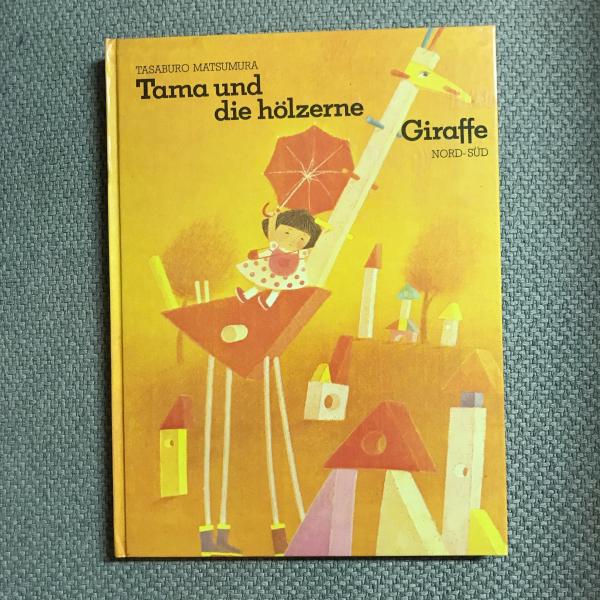 TASABURO MATSUMURA
Tama und
die hölzerne
Giraffe
NORD-SÜD